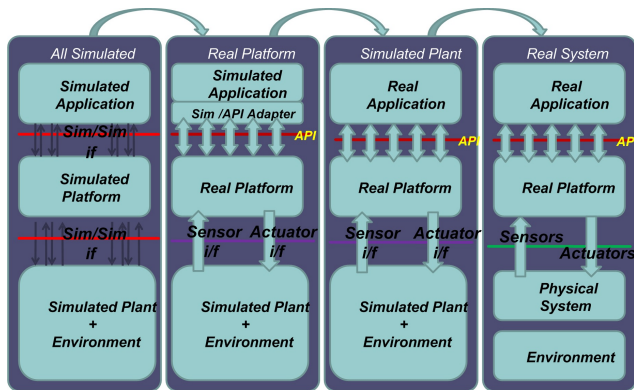 All Simulated
Simulated
Application
Sim/Sim
if
Simulated
Platform
Sim/Sim
if
Simulated Plant
+
Environment
Real Platform
Simulated
Application
Sim /API Adapter
API
Real Platform
Sensor
i/f
Actuator
i/f
Simulated Plant
+
Environment
Simulated Plant
Real
Application
API
Real Platform
Sensor
i/f
Actuator
i/f
Simulated Plant
+
Environment
Real System
Real
Application
AP
Real Platform
Sensors
Actuators
Physical
System
Environment